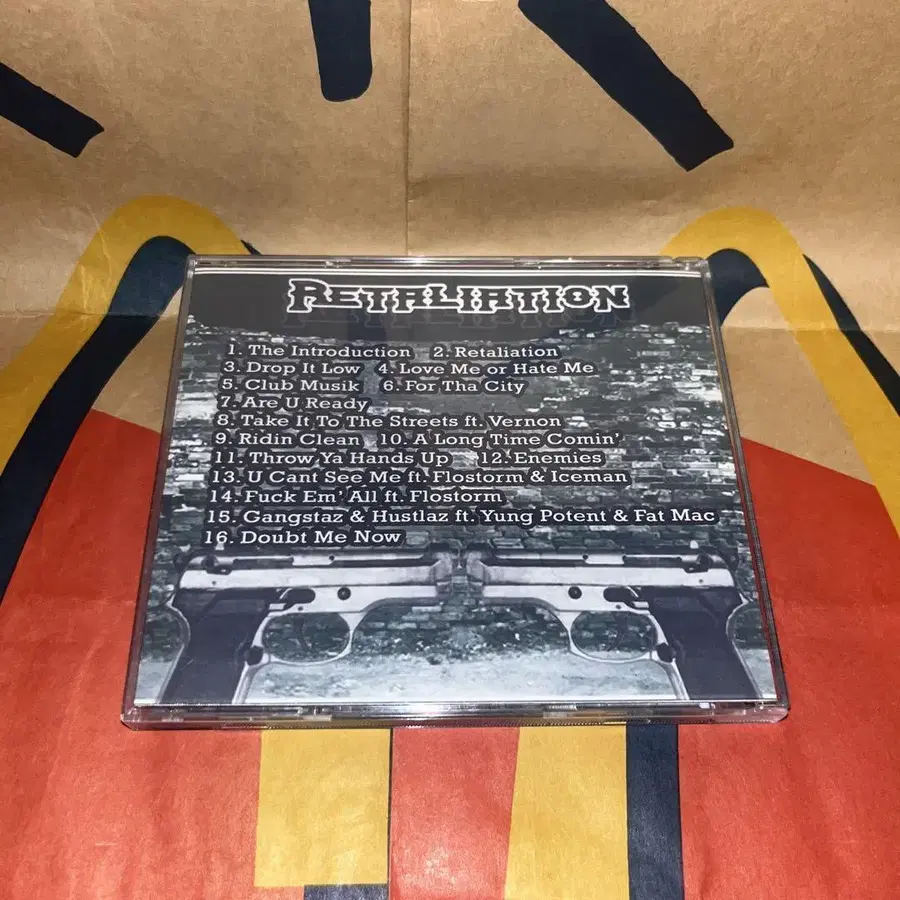 Retaliation
1. The Introduction 2. Retaliation
3. Drop It Low 4. Love Me or Hate Me
5. Club Musik 6. For Tha City
7. Are U Ready
8. Take It To The Streets ft. Vernon
9. Ridin Clean 10. A Long Time Comin'
11. Throw Ya Hands Up 12. Enemies
13. U Cant See Me ft. Flostorm & Iceman
14. Fuck Em' All ft. Flostorm
15. Gangstaz & Hustlaz ft. Yung Potent & Fat Mac
16. Doubt Me Now